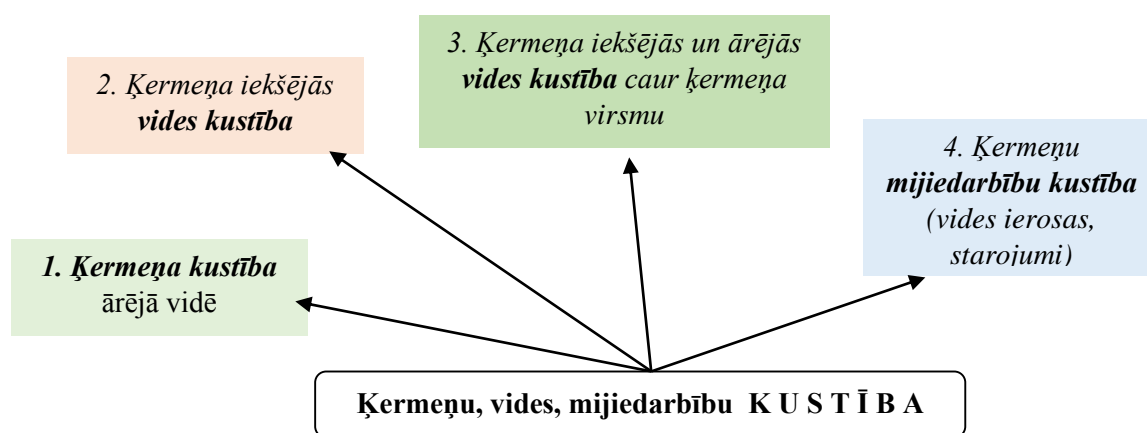 3. Ķermeņa iekšējās un ārējās
vides kustība caur ķermeņa
virsmu
2. Ķermeņa iekšējās
vides kustība
4. Ķermeņu
mijiedarbību kustība
(vides ierosas,
starojumi)
1. Ķermeņa kustība
ārējā vidē
Ķermeņu, vides, mijiedarbību K U S T Ī B A